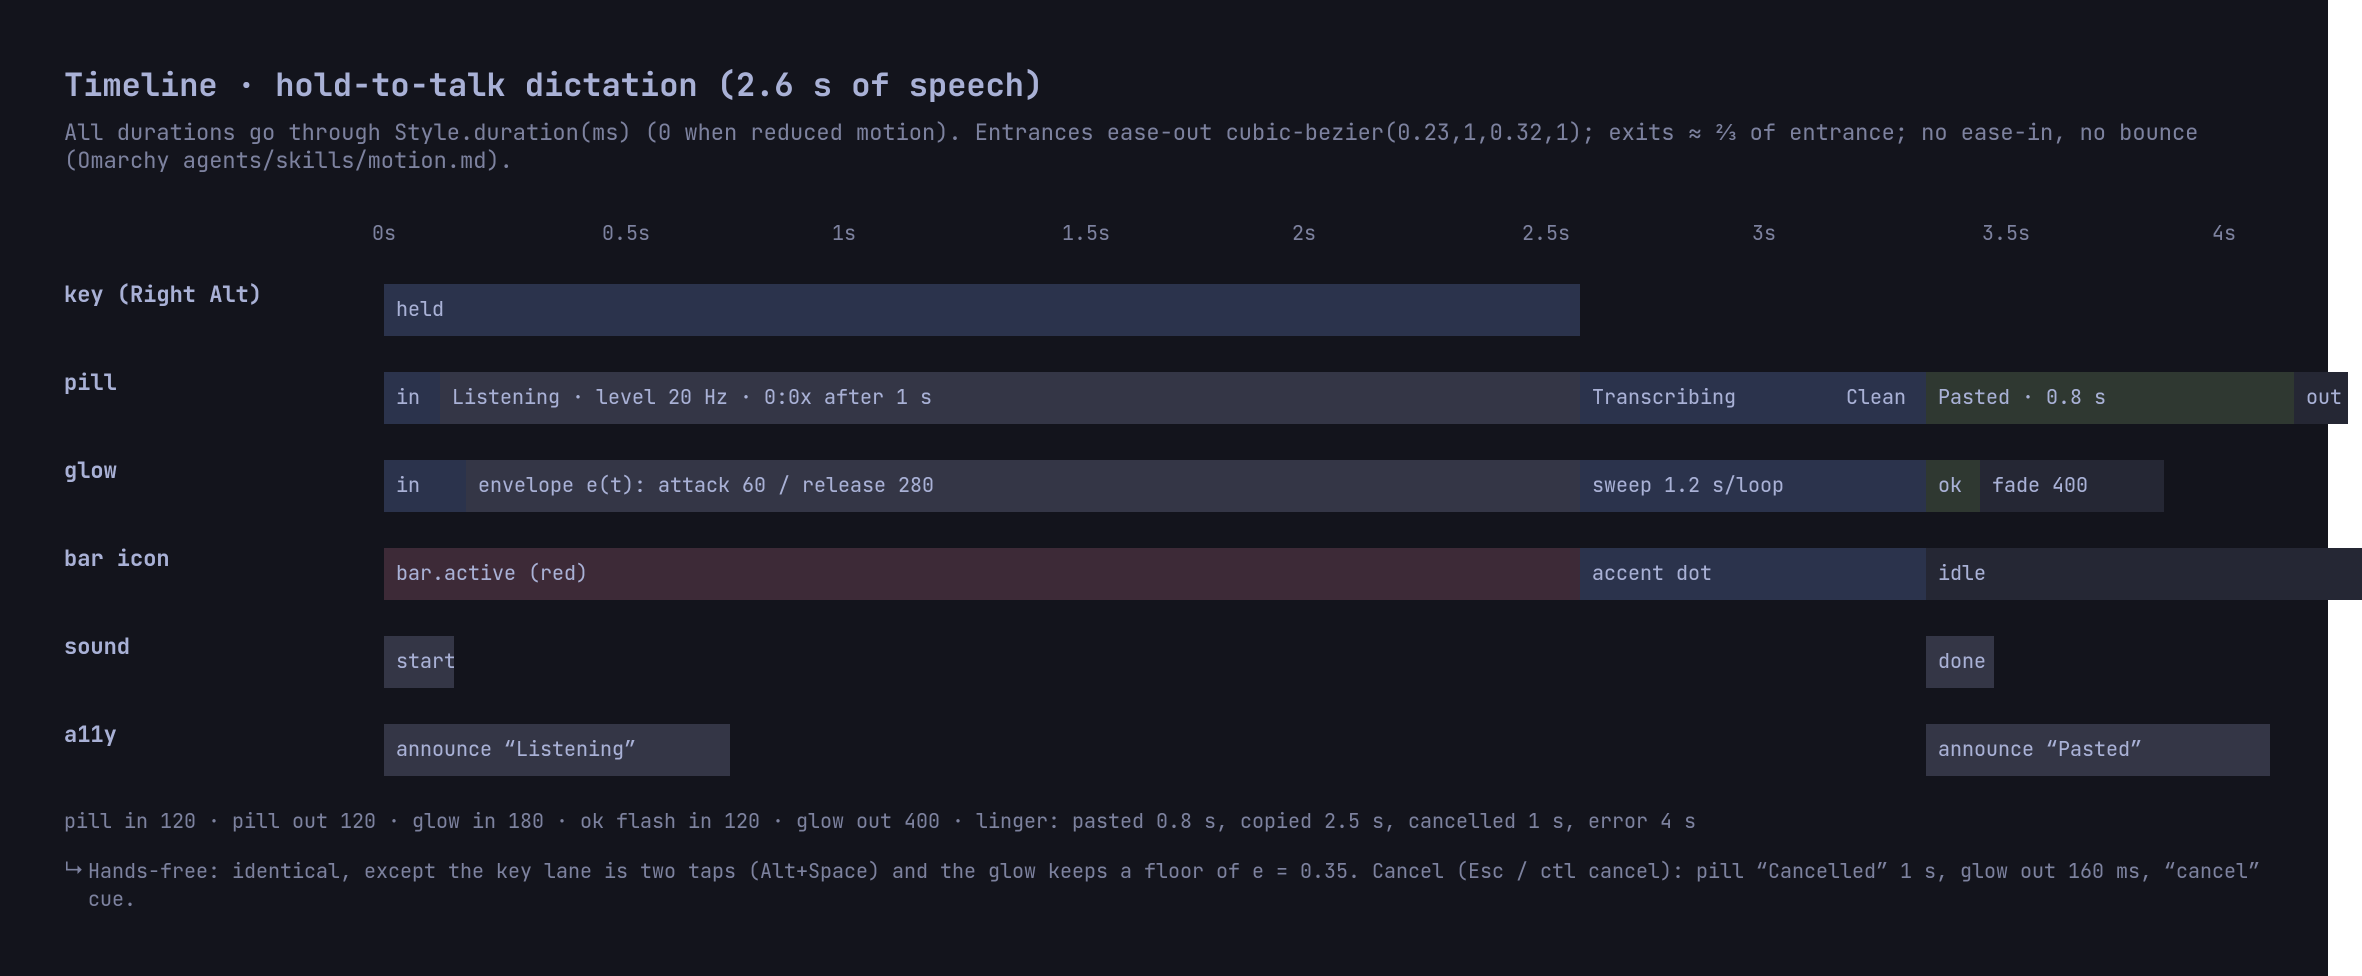 Timeline · hold-to-talk dictation (2.6 s of speech)
All durations go through Style.duration(ms) (0 when reduced motion). Entrances ease-out cubic-bezier(0.23,1,0.32,1); exits ≈ ⅔ of entrance; no ease-in, no bounce
(Omarchy agents/skills/motion.md).
0s 0.5s 1s 1.5s 2s 2.5s 3s 3.5s 4s
key (Right Alt) held
pill in Listening · level 20 Hz · 0:0x after 1 s Transcribing Clean Pasted · 0.8 s out
glow in envelope e(t): attack 60 / release 280 sweep 1.2 s/loop ok fade 400
bar icon bar.active (red) accent dot idle
sound start done
a11y announce “Listening” announce “Pasted”
pill in 120 · pill out 120 · glow in 180 · ok flash in 120 · glow out 400 · linger: pasted 0.8 s, copied 2.5 s, cancelled 1 s, error 4 s
↳ Hands-free: identical, except the key lane is two taps (Alt+Space) and the glow keeps a floor of e = 0.35. Cancel (Esc / ctl cancel): pill “Cancelled” 1 s, glow out 160 ms, “cancel”
cue.